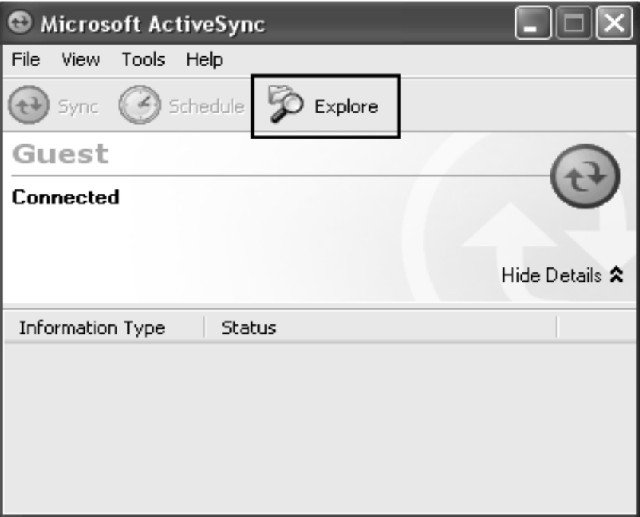 Microsoft ActiveSync
File View Tools Help
Sync Schedule Explore
Guest
Connected
Hide Details
Information Type Status